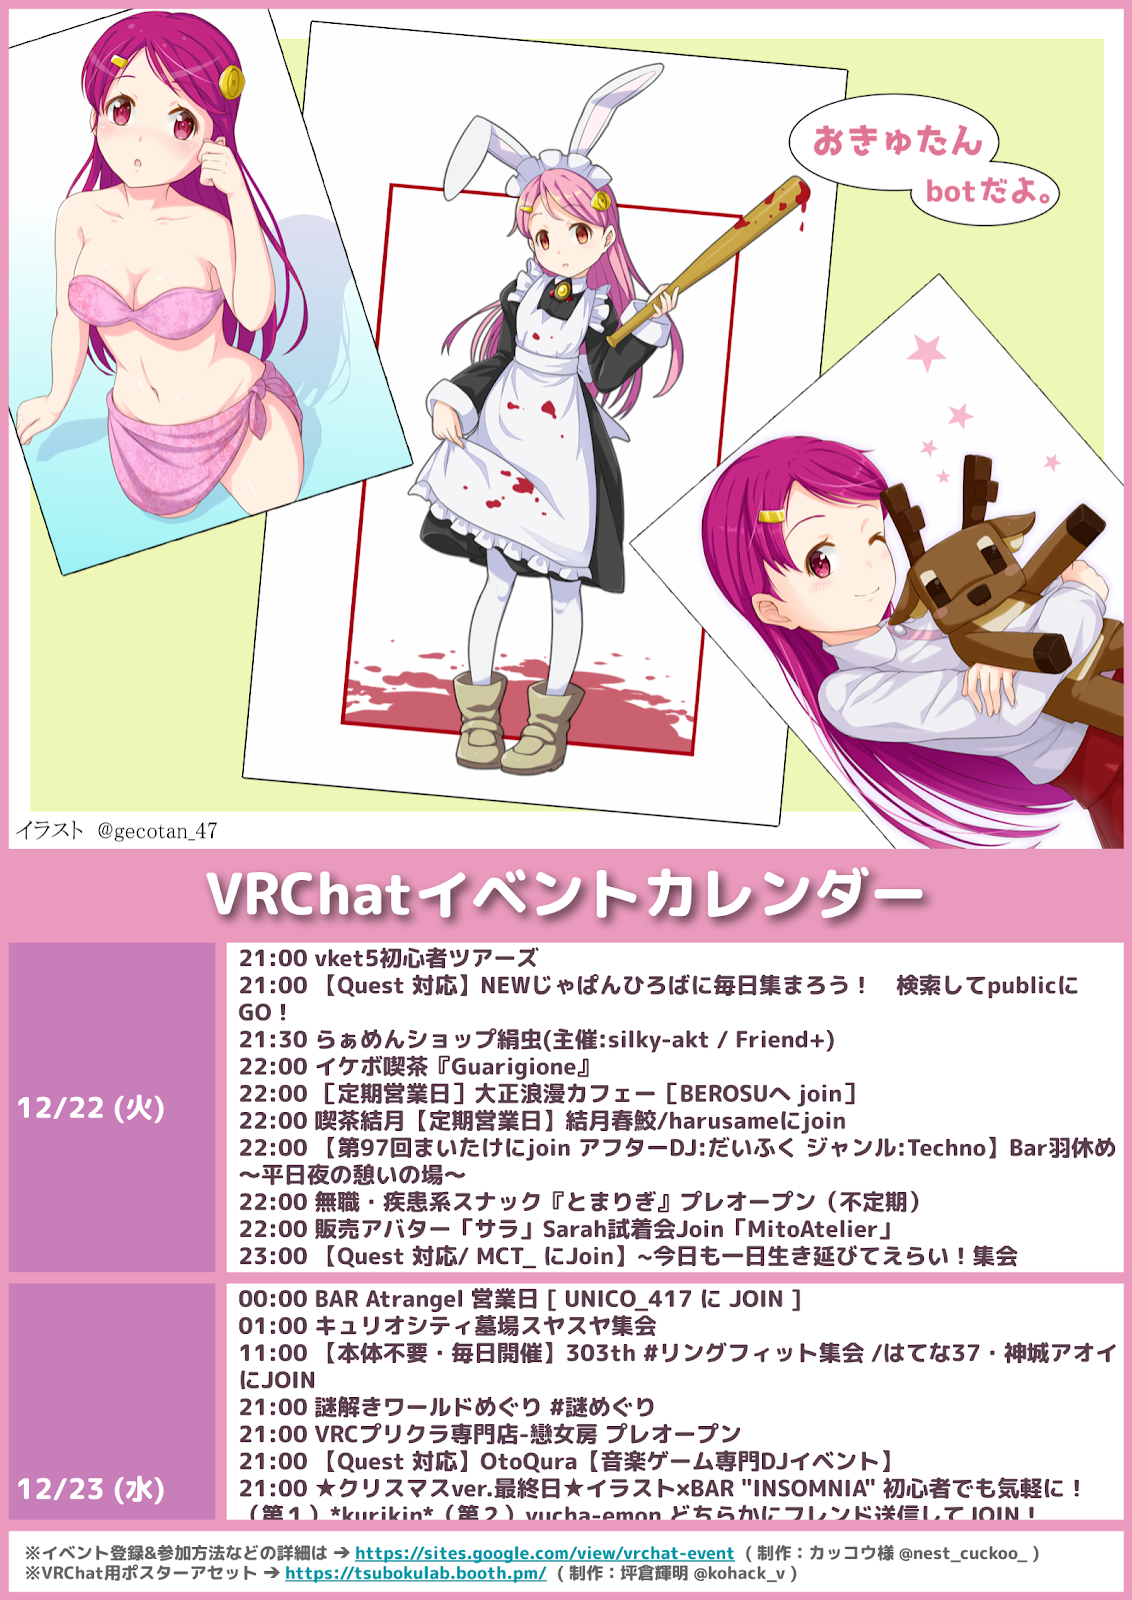 おきゅたん
botだよ。
イラスト @gecotan_47
VRChatイベントカレンダー
12/22 (火)
21:00 vket5初心者ツアーズ
21:00 【Quest 対応】NEWじゃぱんひろばに毎日集まろう！　検索してpublicに
GO！
21:30 らぁめんショップ絹虫(主催:silky-akt / Friend+)
22:00 イケボ喫茶『Guarigione』
22:00 ［定期営業日］大正浪漫カフェー［BEROSUへ join］
22:00 喫茶結月【定期営業日】結月春鮫/harusameにjoin
22:00 【第97回まいたけにjoin アフターDJ:だいふく ジャンル:Techno】Bar羽休め
～平日夜の憩いの場～
22:00 無職・疾患系スナック『とまりぎ』プレオープン（不定期）
22:00 販売アバター「サラ」Sarah試着会Join「MitoAtelier」
23:00 【Quest 対応/ MCT_ にJoin】~今日も一日生き延びてえらい！集会
12/23 (水)
00:00 BAR Atrangel 営業日 [ UNICO_417 に JOIN ]
01:00 キュリオシティ墓場スヤスヤ集会
11:00 【本体不要・毎日開催】303th #リングフィット集会 /はてな37・神城アオイ
にJOIN
21:00 謎解きワールドめぐり #謎めぐり
21:00 VRCプリクラ専門店-戀女房 プレオープン
21:00 【Quest 対応】OtoQura【音楽ゲーム専門DJイベント】
21:00 ★クリスマスver.最終日★イラスト×BAR "INSOMNIA" 初心者でも気軽に！
（第１）*kurikin*（第２）yucha-emon どちらかにフレンド送信してJOIN！
※イベント登録&参加方法などの詳細は ➔ https://sites.google.com/view/vrchat-event ( 制作：カッコウ様 @nest_cuckoo_ )
※VRChat用ポスターアセット ➔ https://tsubokulab.booth.pm/ ( 制作：坪倉輝明 @kohack_v )